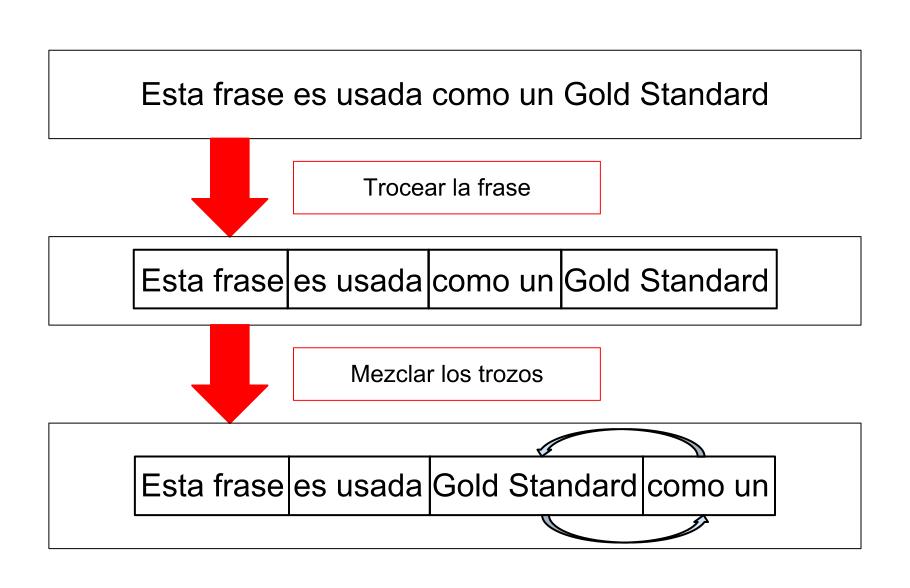 Esta frase es usada como un Gold Standard
Trocear la frase
Esta frase es usada como un Gold Standard
Mezclar los trozos
Esta frase es usada Gold Standard como un